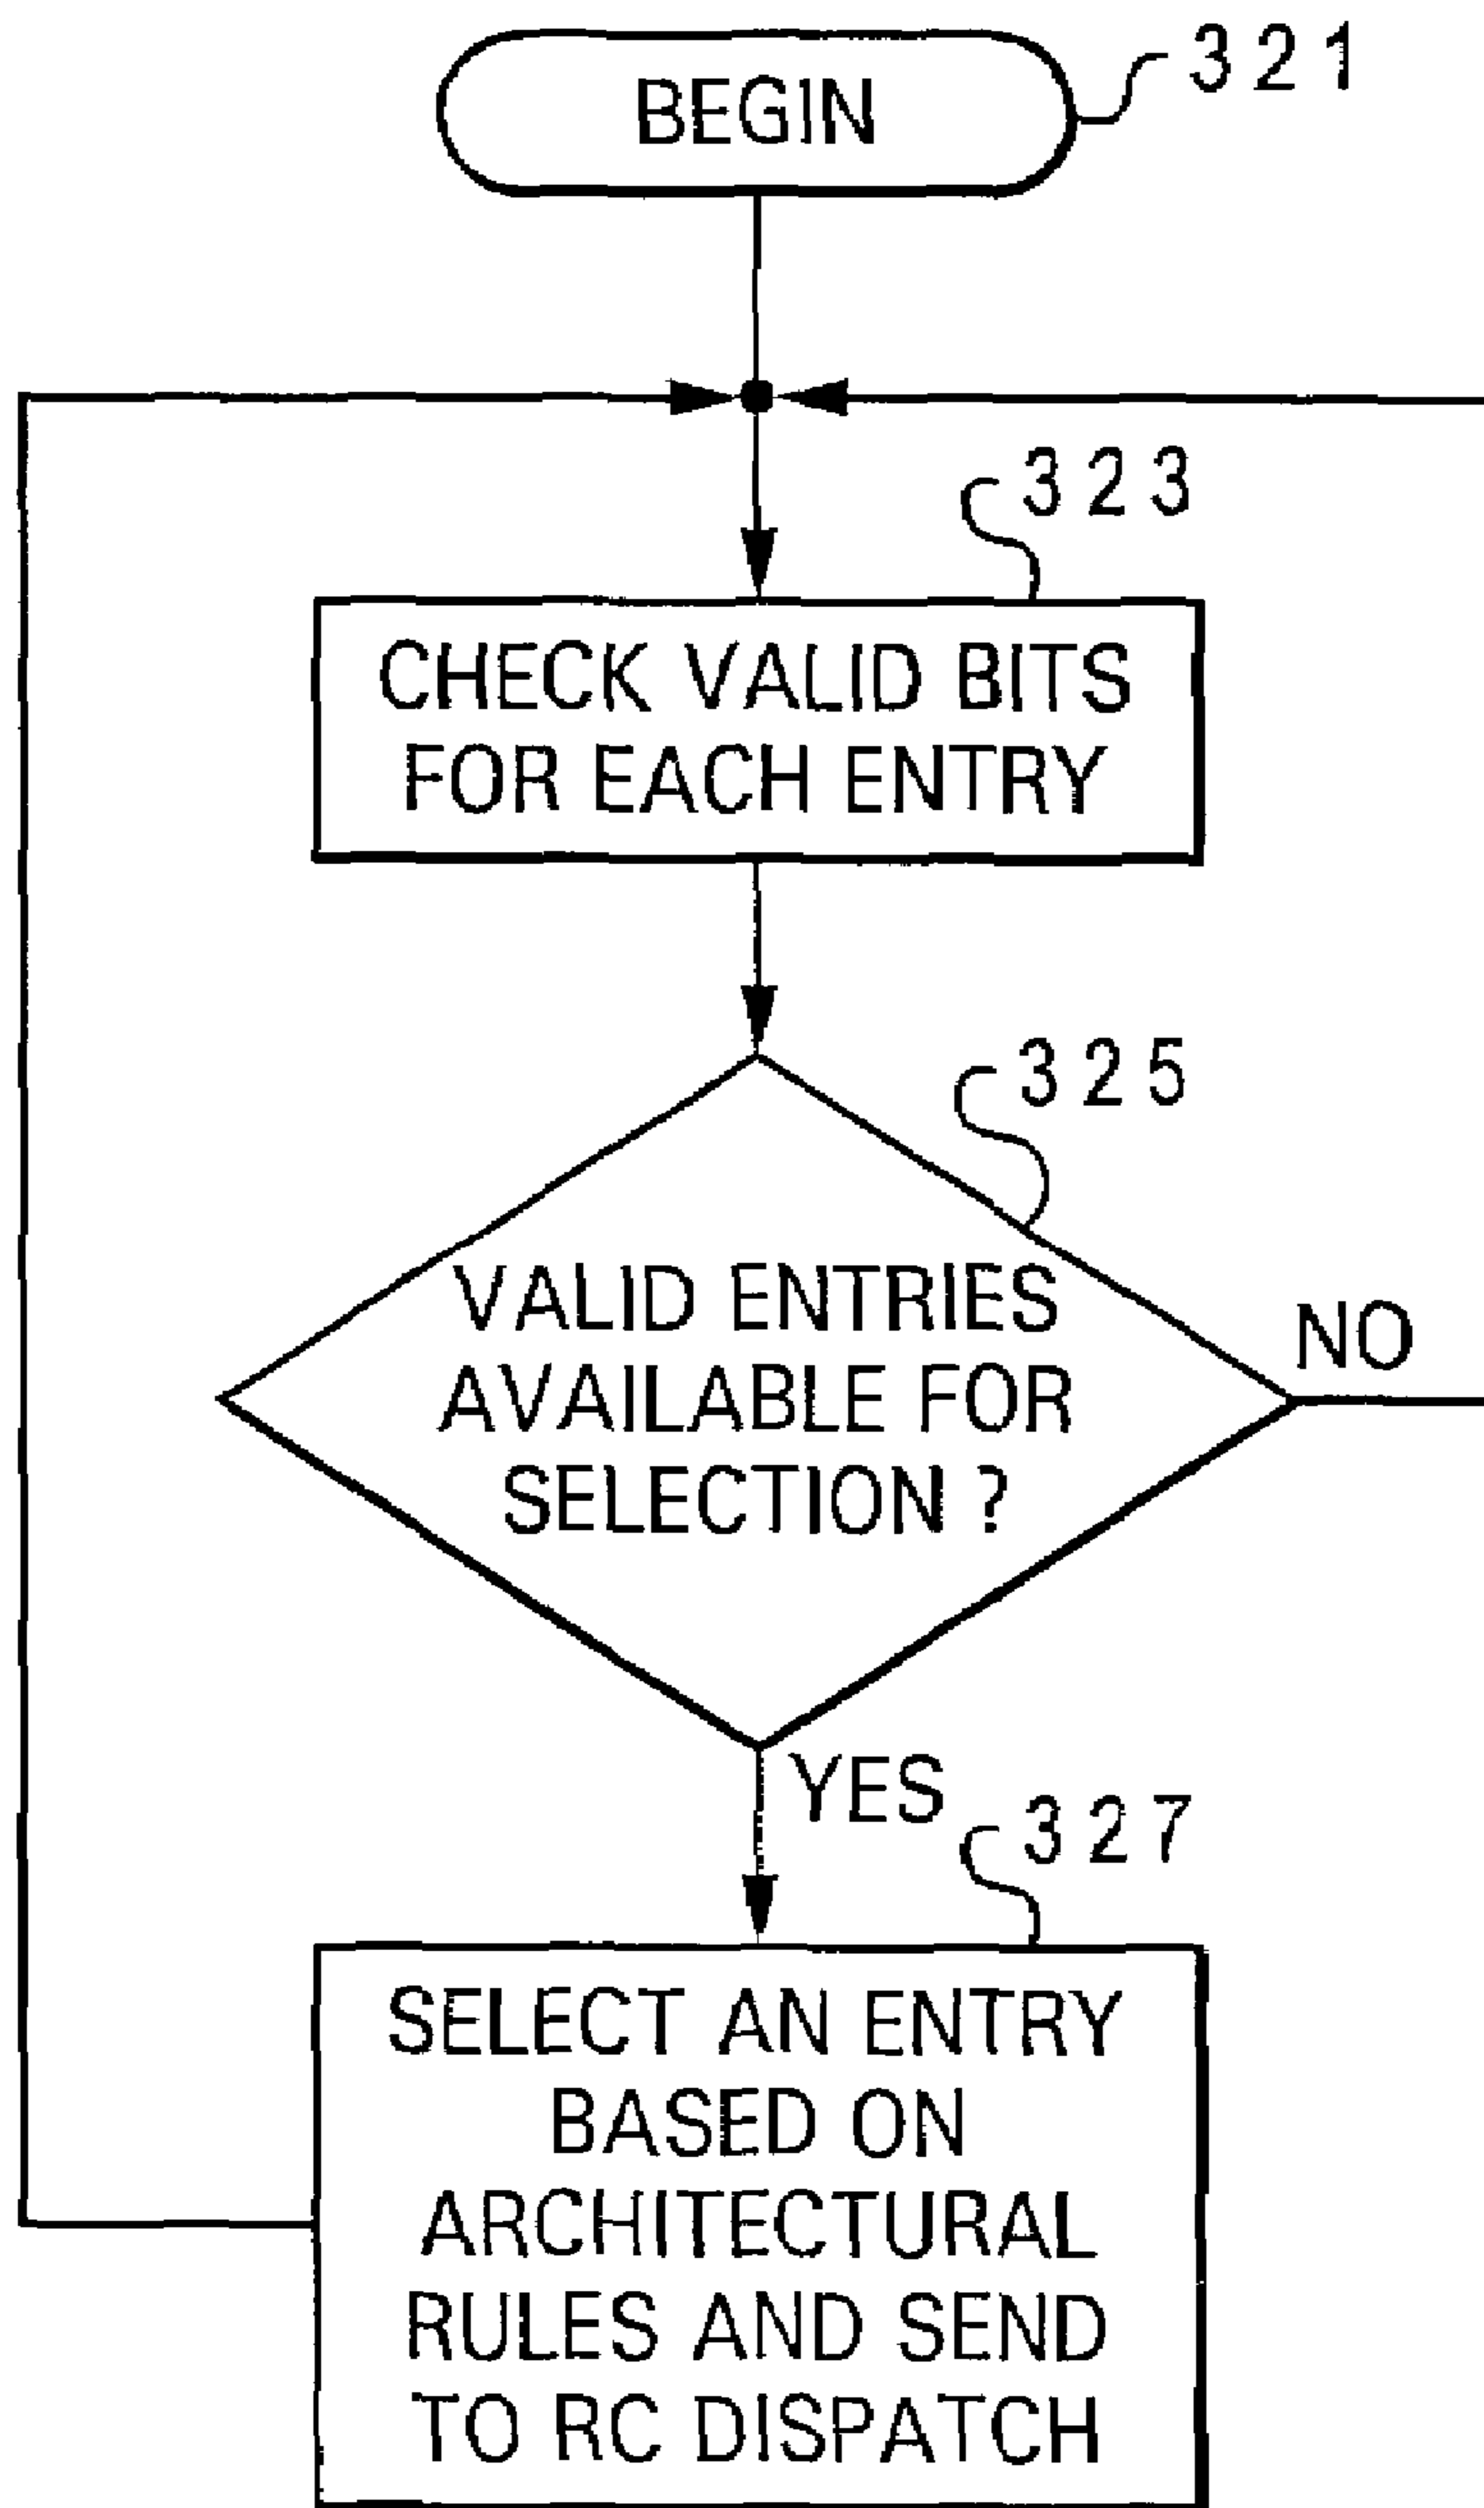 BEGIN
321
323
CHECK VALID BITS
FOR EACH ENTRY
325
VALID ENTRIES
AVAILABLE FOR
SELECTION?
NO
YES
327
SELECT AN ENTRY
BASED ON
ARCHITECTURAL
RULES AND SEND
TO RC DISPATCH